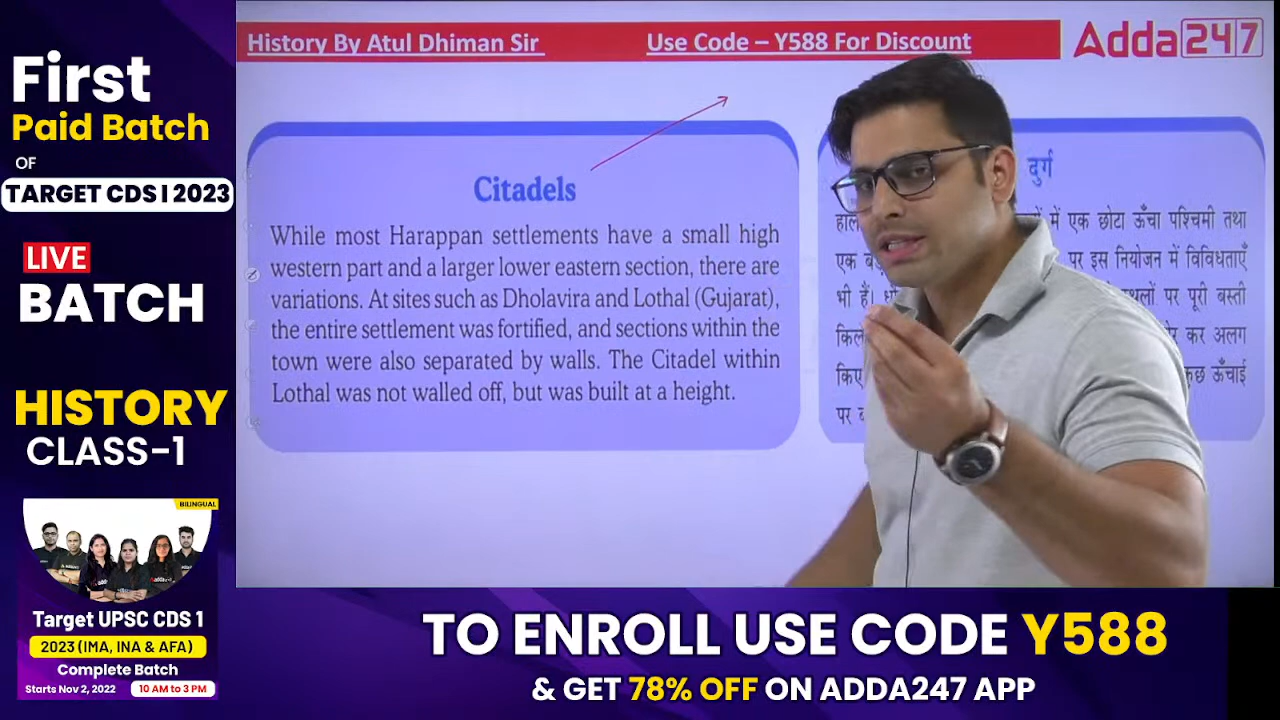 First
Paid Batch
OF
TARGET CDS I 2023
LIVE
BATCH
HISTORY
CLASS-1
BILINGUAL
Target UPSC CDS 1
2023 (IMA, INA & AFA)
Complete Batch
Starts Nov 2, 2022 10 AM to 3 PM
History By Atul Dhiman Sir Use Code – Y588 For Discount
Adda247
Citadels
While most Harappan settlements have a small high
western part and a larger lower eastern section, there are
variations. At sites such as Dholavira and Lothal (Gujarat),
the entire settlement was fortified, and sections within the
town were also separated by walls. The Citadel within
Lothal was not walled off, but was built at a height.
दुर्ग
में एक छोटा ऊँचा पश्चिमी तथा
एक पर इस नियोजन में विविधताएँ
भी हैं। पर पूरी बस्ती
कर अलग
किए ऊँचाई
पर
TO ENROLL USE CODE Y588
& GET 78% OFF ON ADDA247 APP